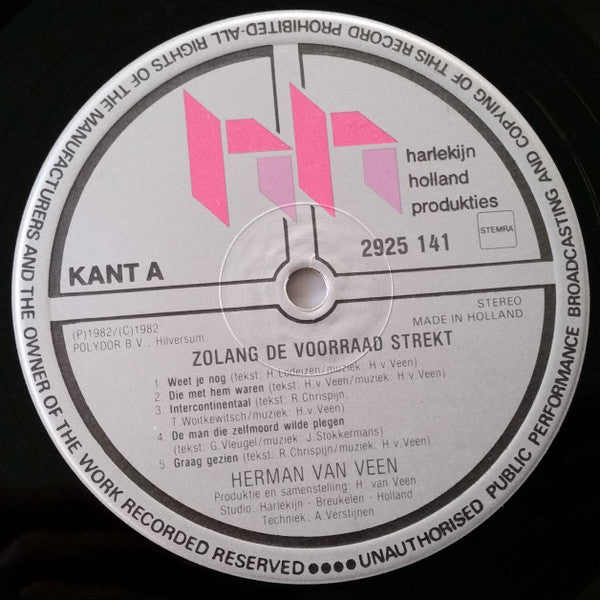 MANUFACTURERS AND THE OWNER OF THE WORK RECORDED RESERVED •••• UNAUTHORISED PUBLIC PERFORMANCE BROADCASTING AND COPYING OF THIS RECORD PROHIBITED-ALL RIGHTS OF THE
harlekijn
holland
produkties
2925 141
STEMRA
KANT A
STEREO
MADE IN HOLLAND
(P)1982/(C)1982
POLYDOR B.V., Hilversum
ZOLANG DE VOORRAAD STREKT
1 Weet je nog (tekst: H.Lodeizen/muziek: H.v.Veen)
2 Die met hem waren (tekst: H.v.Veen/muziek: H.v.Veen)
3 Intercontinentaal (tekst: R.Chrispijn,
T.Woitkewitsch/muziek: H.v.Veen)
4 De man die zelfmoord wilde plegen
(tekst: G.Vleugel/muziek: J.Stokkermans)
5 Graag gezien (tekst: R.Chrispijn/muziek: H.v.Veen)
HERMAN VAN VEEN
Produktie en samenstelling: H. van Veen
Studio: Harlekijn - Breukelen - Holland
Techniek: A.Verstijnen